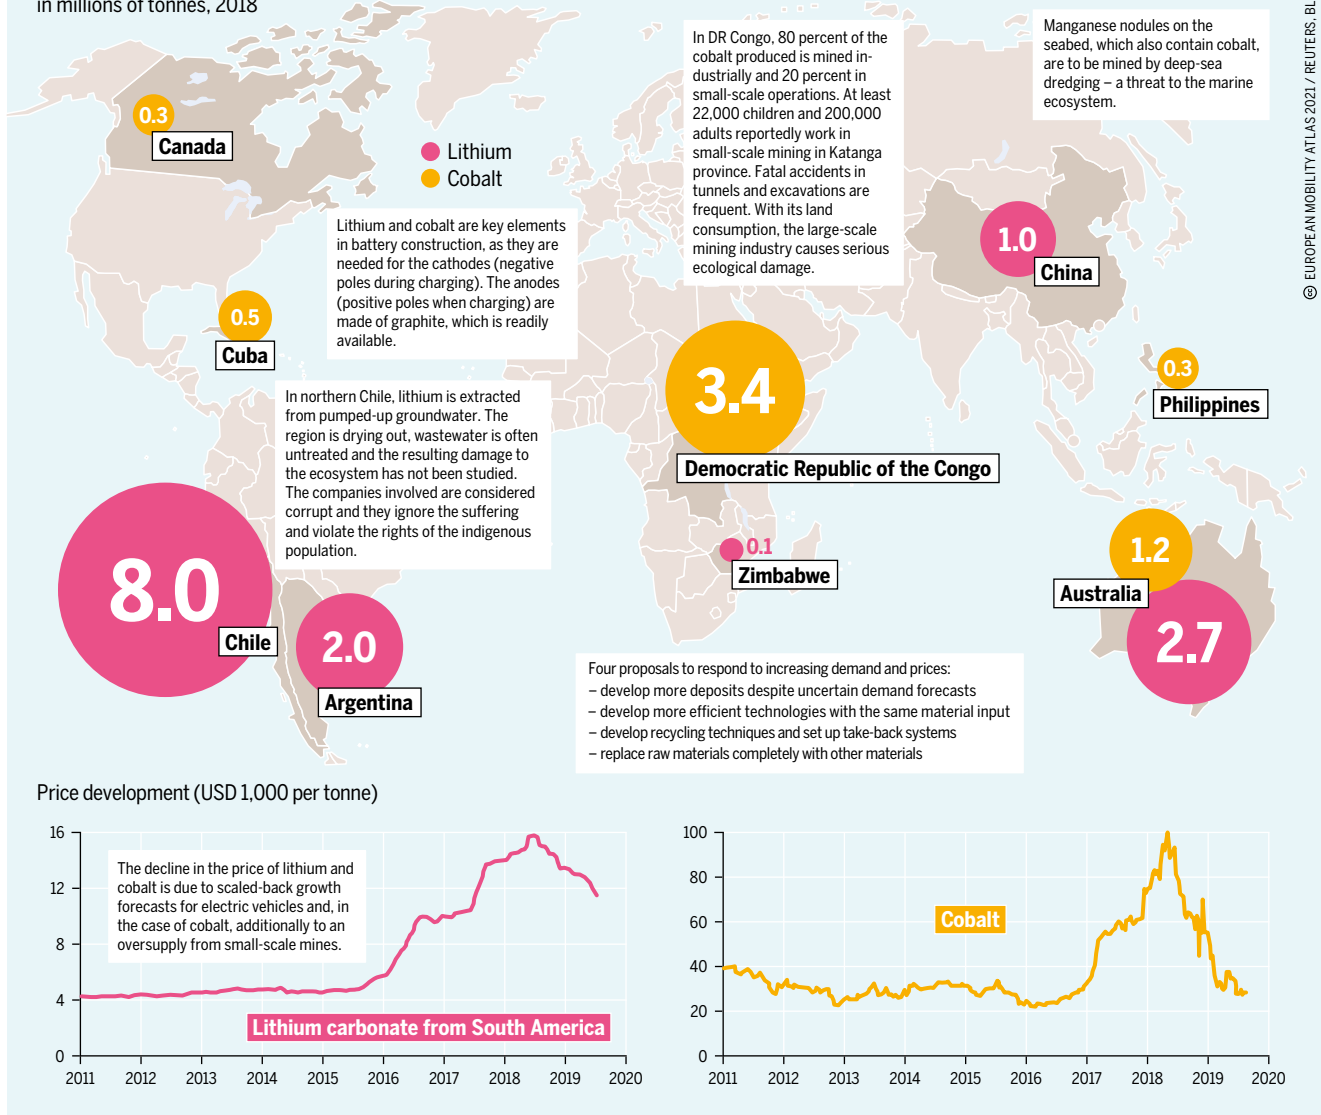 in millions of tonnes, 2018
In DR Congo, 80 percent of the
cobalt produced is mined in-
dustrially and 20 percent in
small-scale operations. At least
22,000 children and 200,000
adults reportedly work in
small-scale mining in Katanga
province. Fatal accidents in
tunnels and excavations are
frequent. With its land
consumption, the large-scale
mining industry causes serious
ecological damage.
Manganese nodules on the
seabed, which also contain cobalt,
are to be mined by deep-sea
dredging – a threat to the marine
ecosystem.
cc EUROPEAN MOBILITY ATLAS 2021 / REUTERS, BL
0.3
Canada
Lithium
Cobalt
Lithium and cobalt are key elements
in battery construction, as they are
needed for the cathodes (negative
poles during charging). The anodes
(positive poles when charging) are
made of graphite, which is readily
available.
1.0
China
0.5
Cuba
3.4
Democratic Republic of the Congo
0.3
Philippines
In northern Chile, lithium is extracted
from pumped-up groundwater. The
region is drying out, wastewater is often
untreated and the resulting damage to
the ecosystem has not been studied.
The companies involved are considered
corrupt and they ignore the suffering
and violate the rights of the indigenous
population.
8.0
Chile
2.0
Argentina
0.1
Zimbabwe
1.2
Australia
2.7
Four proposals to respond to increasing demand and prices:
– develop more deposits despite uncertain demand forecasts
– develop more efficient technologies with the same material input
– develop recycling techniques and set up take-back systems
– replace raw materials completely with other materials
Price development (USD 1,000 per tonne)
16
12
8
4
0
The decline in the price of lithium and
cobalt is due to scaled-back growth
forecasts for electric vehicles and, in
the case of cobalt, additionally to an
oversupply from small-scale mines.
Lithium carbonate from South America
2011 2012 2013 2014 2015 2016 2017 2018 2019 2020
100
80
60
40
20
0
Cobalt
2011 2012 2013 2014 2015 2016 2017 2018 2019 2020